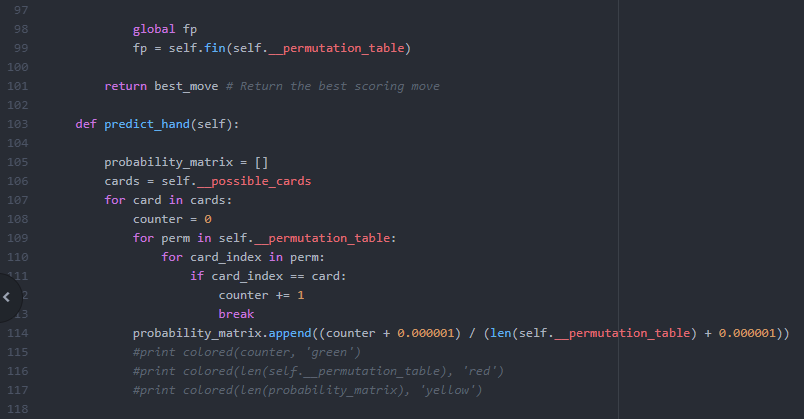 97
98 global fp
99 fp = self.fin(self.__permutation_table)
100
101 return best_move # Return the best scoring move
102
103 def predict_hand(self):
104
105 probability_matrix = []
106 cards = self.__possible_cards
107 for card in cards:
108 counter = 0
109 for perm in self.__permutation_table:
110 for card_index in perm:
111 if card_index == card:
2 counter += 1
3 break
114 probability_matrix.append((counter + 0.000001) / (len(self.__permutation_table) + 0.000001))
115 #print colored(counter, 'green')
116 #print colored(len(self.__permutation_table), 'red')
117 #print colored(len(probability_matrix), 'yellow')
118